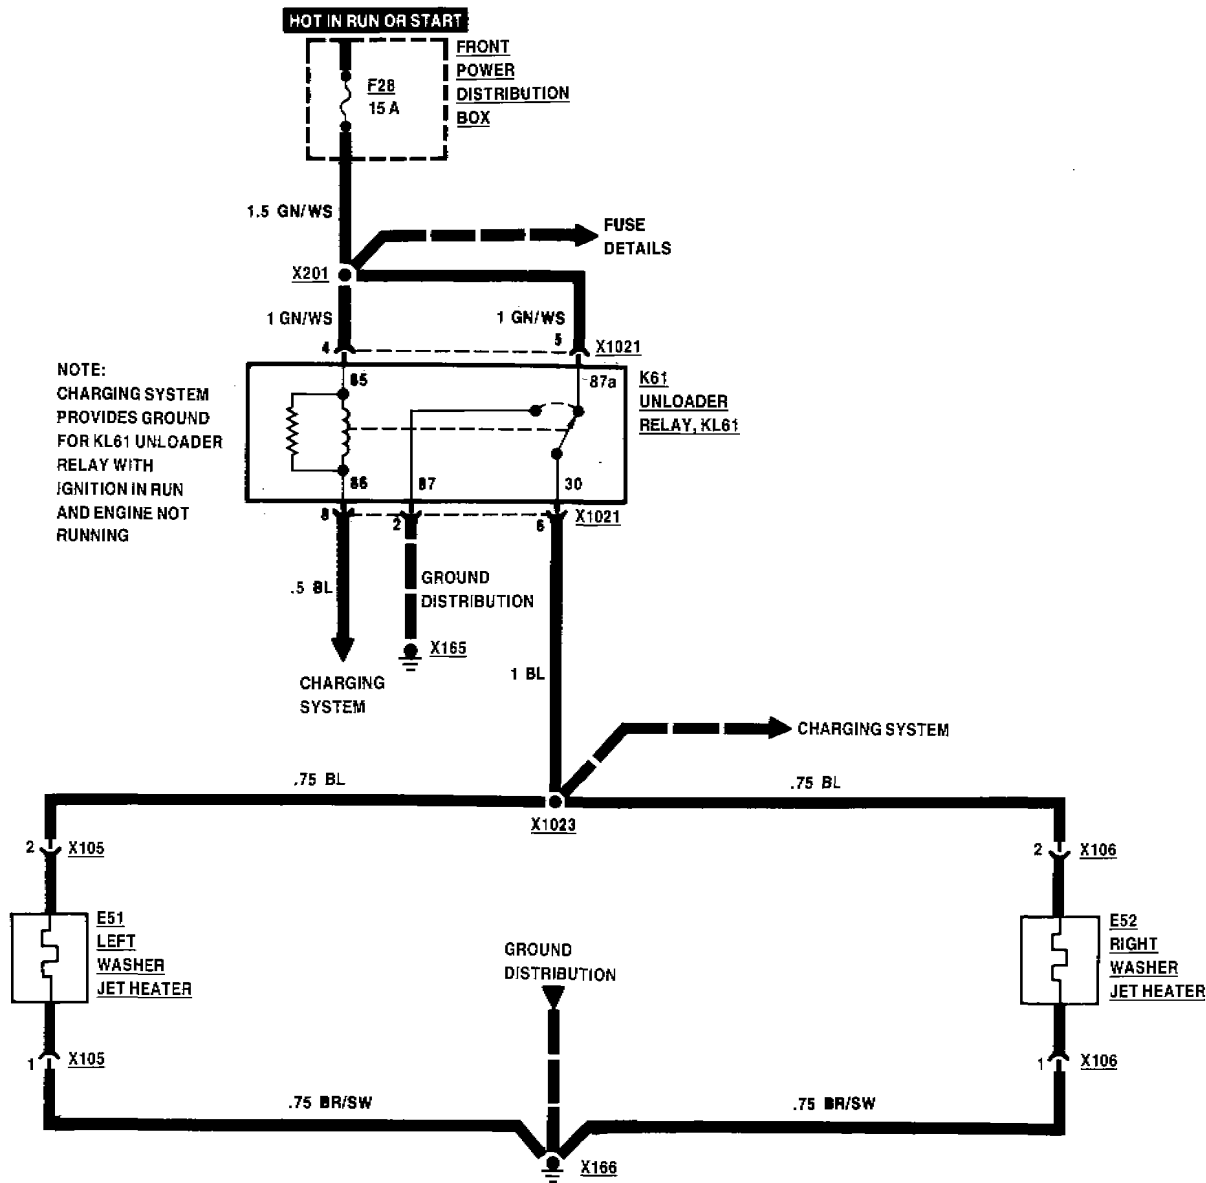 HOT IN RUN OR START
FRONT
POWER
DISTRIBUTION
BOX
F28
15 A
1.5 GN/WS
FUSE
DETAILS
X201
1 GN/WS
1 GN/WS
4
5
X1021
NOTE:
CHARGING SYSTEM
PROVIDES GROUND
FOR KL61 UNLOADER
RELAY WITH
IGNITION IN RUN
AND ENGINE NOT
RUNNING
85
87a
K61
UNLOADER
RELAY, KL61
86
87
30
8
2
6
X1021
.5 BL
GROUND
DISTRIBUTION
X165
1 BL
CHARGING
SYSTEM
CHARGING SYSTEM
.75 BL
.75 BL
X1023
2
X105
2
X106
E51
LEFT
WASHER
JET HEATER
GROUND
DISTRIBUTION
E52
RIGHT
WASHER
JET HEATER
1
X105
1
X106
.75 BR/SW
.75 BR/SW
X166